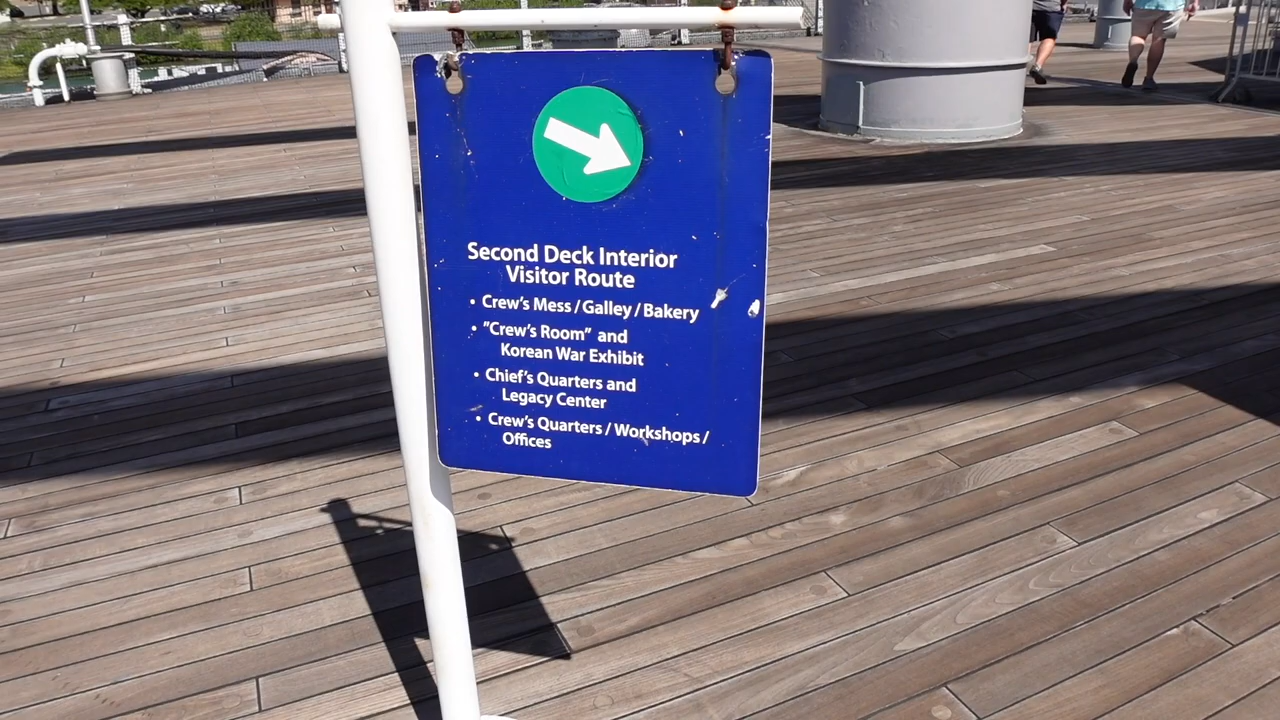 Second Deck Interior
Visitor Route
• Crew's Mess / Galley / Bakery
• "Crew's Room" and
Korean War Exhibit
• Chief's Quarters and
Legacy Center
• Crew's Quarters / Workshops /
Offices